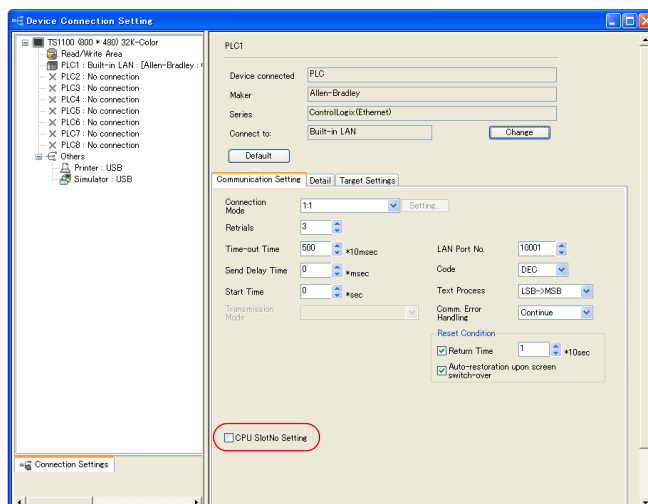 Device Connection Setting
TS1100 (800 * 480) 32K-Color
Read/Write Area
PLC1 : Built-in LAN : [Allen-Bradley :
PLC2 : No connection
PLC3 : No connection
PLC4 : No connection
PLC5 : No connection
PLC6 : No connection
PLC7 : No connection
PLC8 : No connection
Others
Printer : USB
Simulator : USB
Connection Settings
PLC1
Device connected PLC
Maker Allen-Bradley
Series ControlLogix(Ethernet)
Connect to: Built-in LAN Change
Default
Communication Setting Detail Target Settings
Connection Mode 1:1 Setting...
Retrials 3
Time-out Time 500 *10msec LAN Port No. 10001
Send Delay Time 0 *msec Code DEC
Start Time 0 *sec Text Process LSB->MSB
Transmission Mode Comm. Error Handling Continue
Reset Condition
Return Time 1 *10sec
Auto-restoration upon screen
switch-over
CPU SlotNo Setting